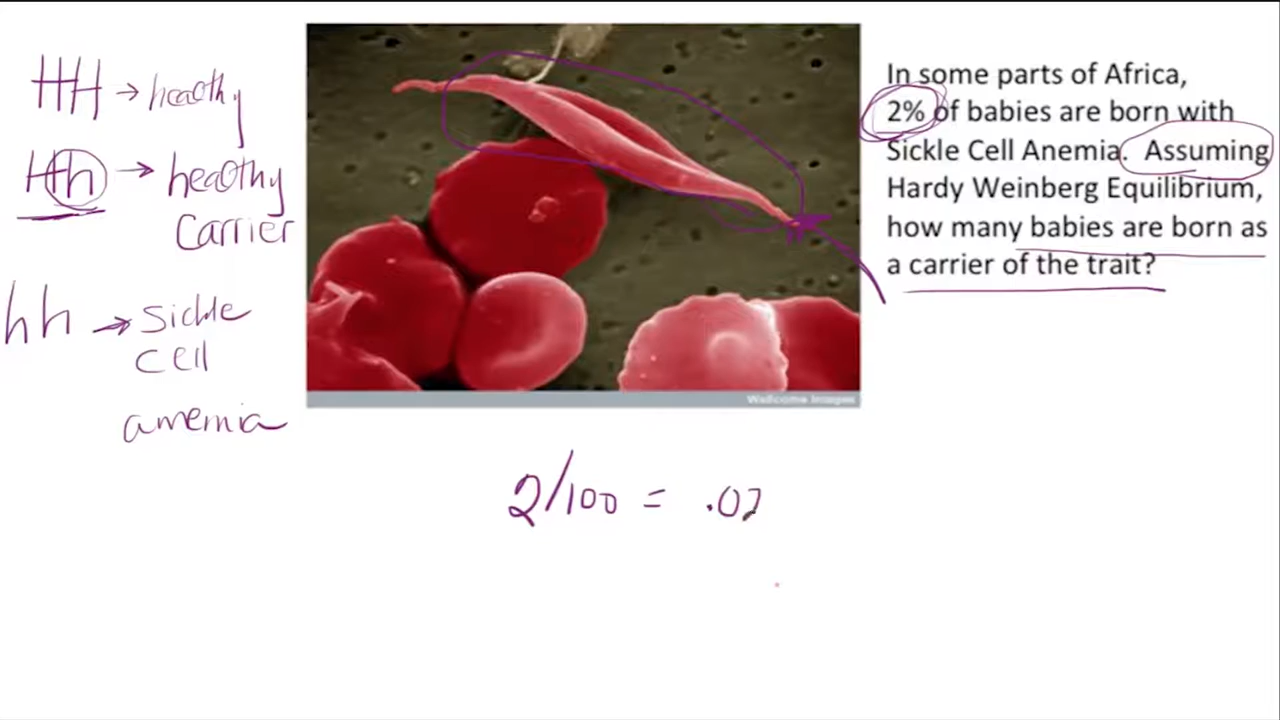 HH → healthy
Hh → healthy
carrier
hh → sickle
cell
anemia
Wellcome Images
In some parts of Africa,
2% of babies are born with
Sickle Cell Anemia. Assuming
Hardy Weinberg Equilibrium,
how many babies are born as
a carrier of the trait?
2/100 = .02